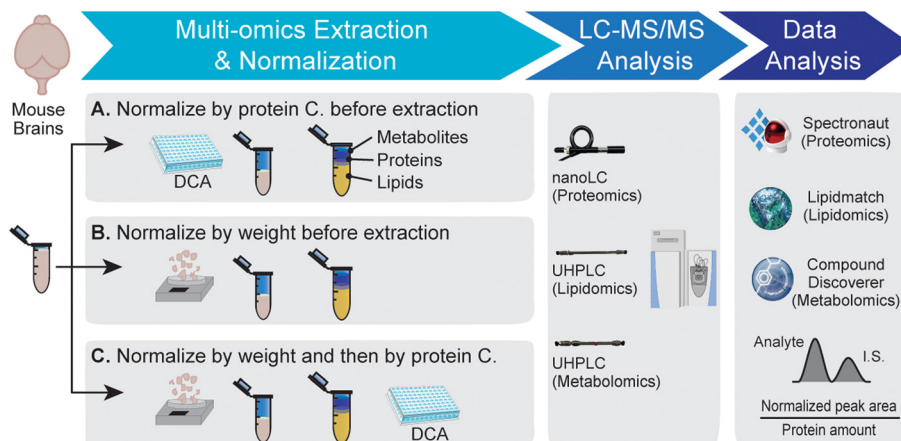 Multi-omics Extraction
& Normalization
LC-MS/MS
Analysis
Data
Analysis
Mouse
Brains
A. Normalize by protein C. before extraction
DCA
Metabolites
Proteins
Lipids
B. Normalize by weight before extraction
C. Normalize by weight and then by protein C.
DCA
nanoLC
(Proteomics)
UHPLC
(Lipidomics)
UHPLC
(Metabolomics)
Spectronaut
(Proteomics)
Lipidmatch
(Lipidomics)
Compound
Discoverer
(Metabolomics)
Analyte
I.S.
Normalized peak area
Protein amount